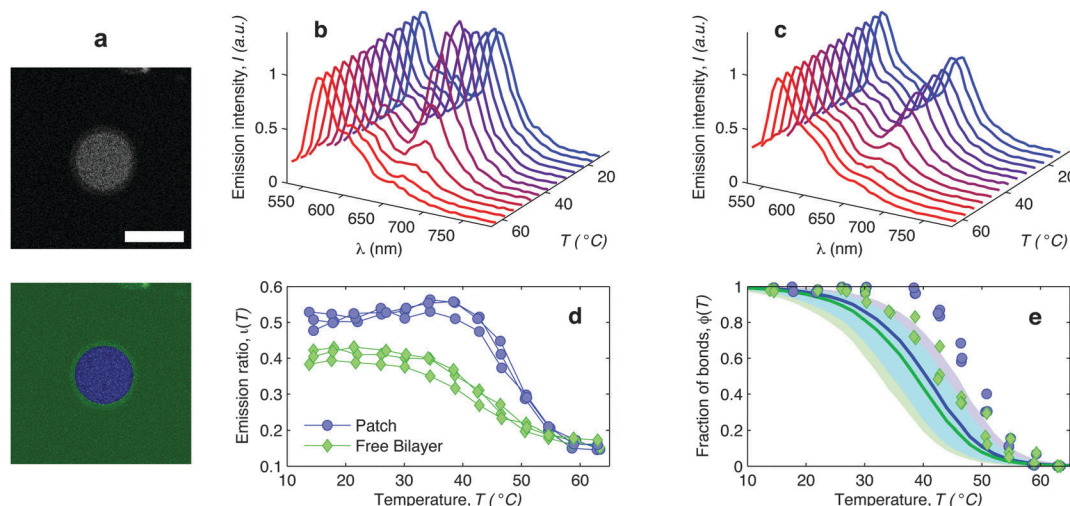 a
b
Emission intensity, I (a.u.)
1
0.5
0
550
600
650
700
750
λ (nm)
20
40
60
T (°C)
c
Emission intensity, I (a.u.)
1
0.5
0
550
600
650
700
750
λ (nm)
20
40
60
T (°C)
d
Emission ratio, ι(T)
0.6
0.5
0.4
0.3
0.2
0.1
Patch
Free Bilayer
10
20
30
40
50
60
Temperature, T (°C)
e
Fraction of bonds, ϕ(T)
1
0.8
0.6
0.4
0.2
0
10
20
30
40
50
60
Temperature, T (°C)